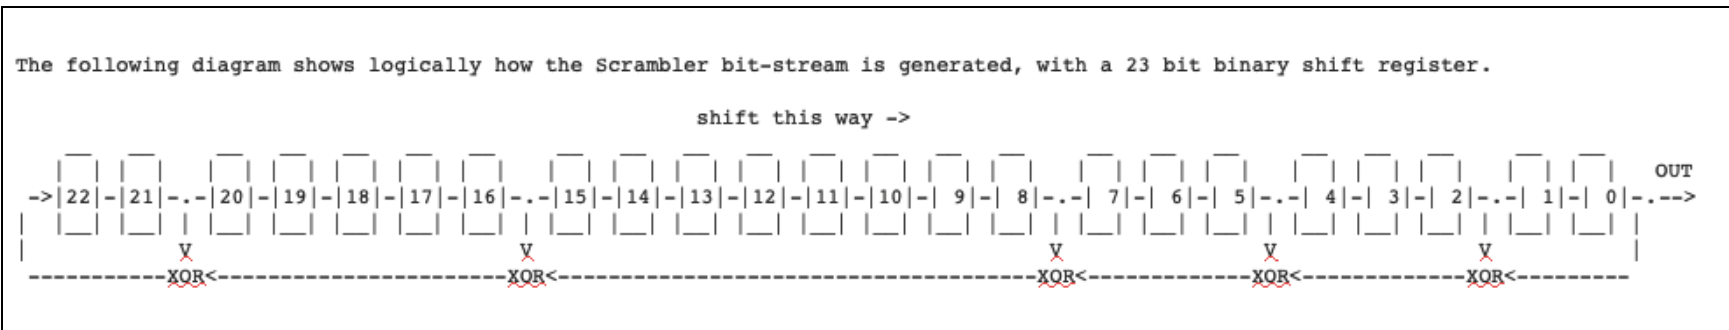 The following diagram shows logically how the Scrambler bit-stream is generated, with a 23 bit binary shift register.
shift this way ->
OUT
->|22|-|21|-.-|20|-|19|-|18|-|17|-|16|-.-|15|-|14|-|13|-|12|-|11|-|10|-| 9|-| 8|-.-| 7|-| 6|-| 5|-.-| 4|-| 3|-| 2|-.-| 1|-| 0|-.-->
V V V V V
-----------XOR<-----------------------XOR<--------------------------------------XOR<-------------XOR<-------------XOR<---------